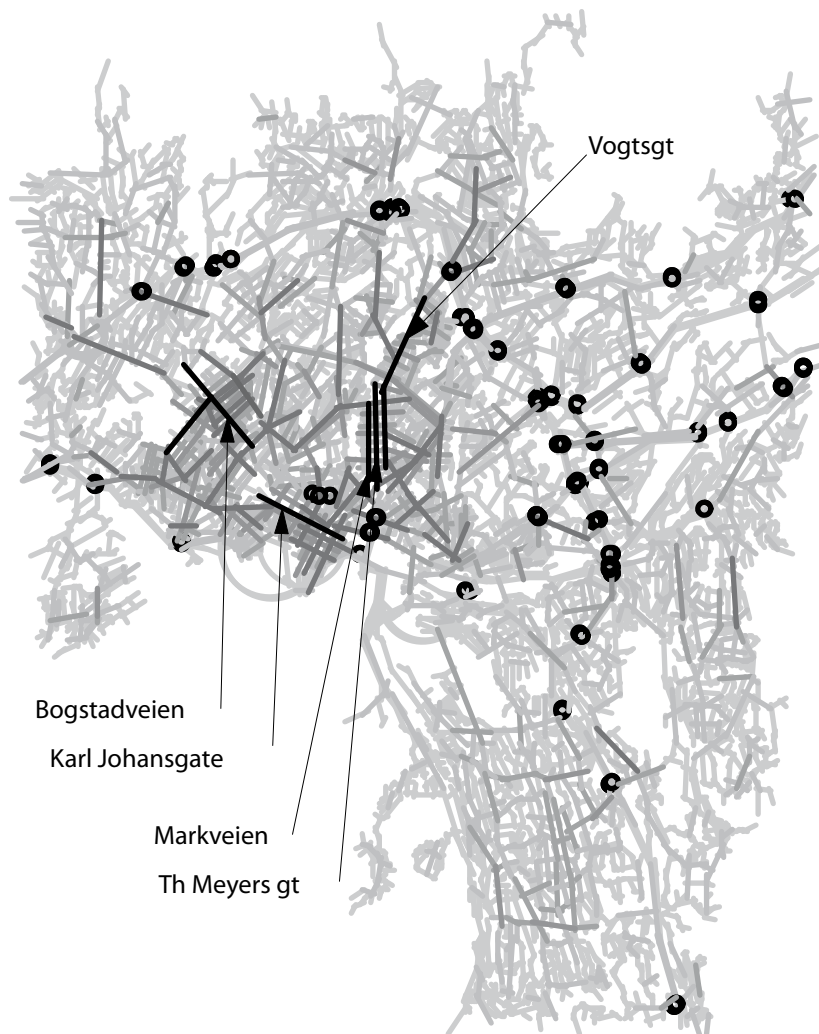 Vogtsgt
Bogstadveien
Karl Johansgate
Markveien
Th Meyers gt